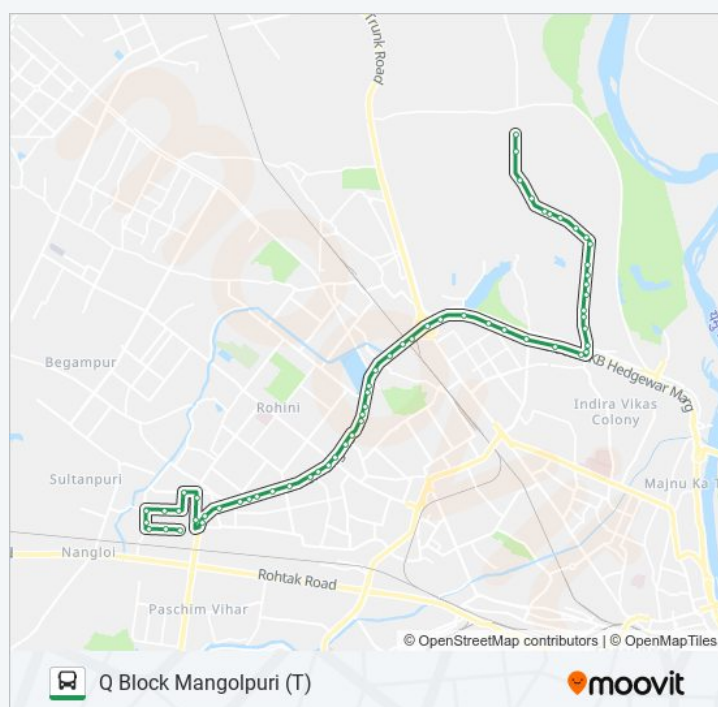 Trunk Road
Begampur
Rohini
KB Hedgewar Marg
Indira Vikas
Colony
Sultanpuri
Majnu Ka T
Nangloi
Rohtak Road
Paschim Vihar
© OpenStreetMap contributors | © OpenMapTiles
Q Block Mangolpuri (T)
moovit